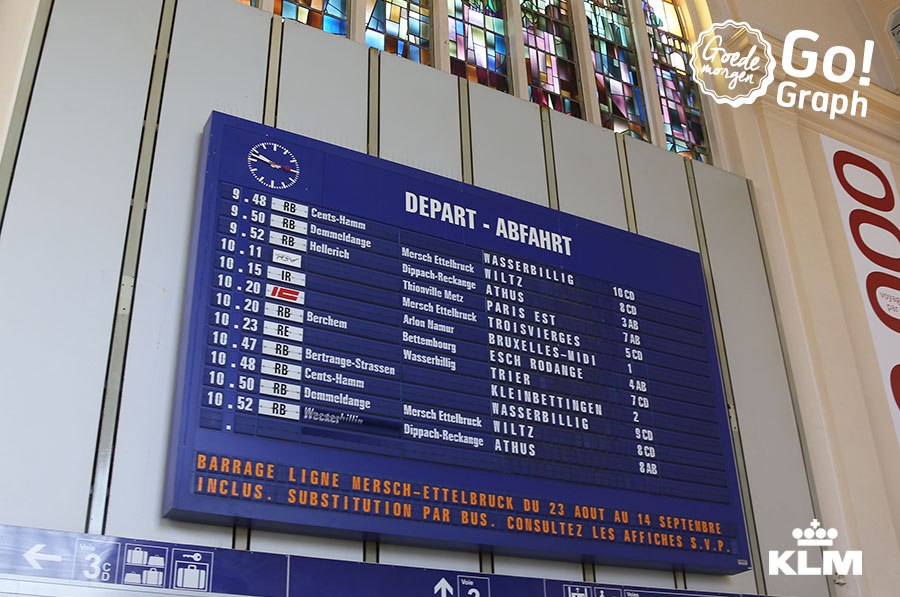 Goede morgen
Go!
Graph
DEPART - ABFAHRT
9.48 RB Cents-Hamm WASSERBILLIG 10CD
9.50 RB Dommeldange Mersch Ettelbruck WILTZ 8CD
9.52 RB Hollerich Dippach-Reckange ATHUS 3AB
10.11 TGV Thionville Metz PARIS EST 7AB
10.15 IR Mersch Ettelbruck TROISVIERGES 5CD
10.20 IC Arlon Namur BRUXELLES-MIDI 1
10.20 RB Berchem Bettembourg ESCH RODANGE 4AB
10.23 RE Wasserbillig TRIER 7CD
10.47 RB Bertrange-Strassen KLEINBETTINGEN 2
10.48 RB Cents-Hamm WASSERBILLIG 9CD
10.50 RB Dommeldange Mersch Ettelbruck WILTZ 8CD
10.52 RB Dippach-Reckange ATHUS 8AB
.
BARRAGE LIGNE MERSCH-ETTELBRUCK DU 23 AOUT AU 14 SEPTEMBRE
INCLUS. SUBSTITUTION PAR BUS. CONSULTEZ LES AFFICHES S.V.P.
Voie
3 C D
Voie
000
KLM